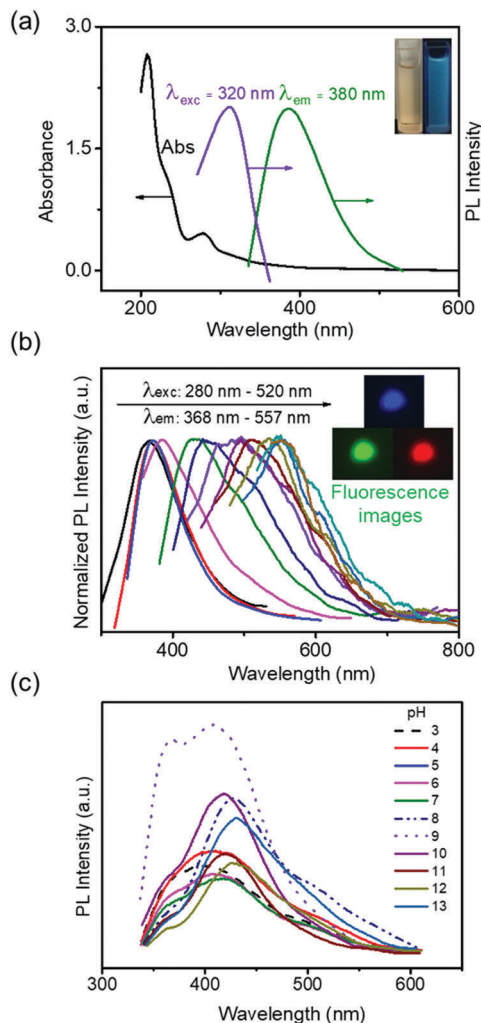 (a)
3.0
λexc = 320 nm λem = 380 nm
Abs
Absorbance
PL Intensity
0.0
200 300 400 500 600
Wavelength (nm)
(b)
λexc: 280 nm - 520 nm
λem: 368 nm - 557 nm
Fluorescence
images
Normalized PL Intensity (a.u.)
400 600 800
Wavelength (nm)
(c)
pH
3
4
5
6
7
8
9
10
11
12
13
PL Intensity (a.u.)
300 400 500 600
Wavelength (nm)